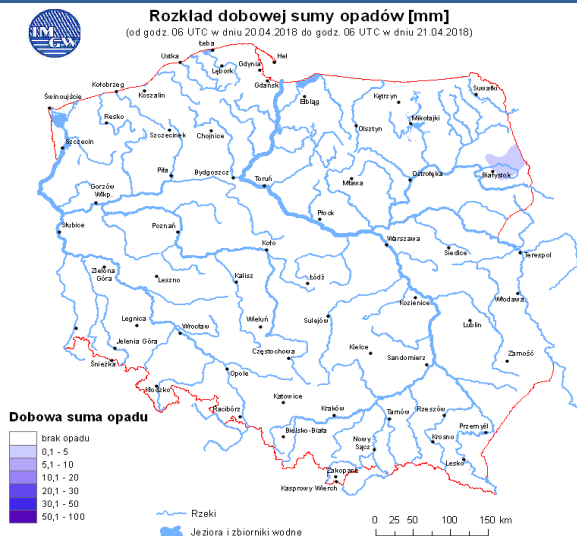 IMGW
Rozkład dobowej sumy opadów [mm]
(od godz. 06 UTC w dniu 20.04.2018 do godz. 06 UTC w dniu 21.04.2018)
Łeba
Ustka
Hel
Lębork
Gdynia
Gdańsk
Kołobrzeg
Koszalin
Świnoujście
Resko
Szczecinek
Chojnice
Elbląg
Kętrzyn
Suwałki
Olsztyn
Mikołajki
Szczecin
Piła
Bydgoszcz
Toruń
Mława
Ostrołęka
Białystok
Gorzów
Wlkp.
Płock
Słubice
Poznań
Koło
Warszawa
Siedlce
Terespol
Zielona
Góra
Leszno
Kalisz
Łódź
Kozienice
Włodawa
Legnica
Wrocław
Wieluń
Sulejów
Lublin
Jelenia Góra
Śnieżka
Częstochowa
Kielce
Sandomierz
Zamość
Kłodzko
Opole
Katowice
Racibórz
Kraków
Tarnów
Rzeszów
Przemyśl
Bielsko-Biała
Nowy
Sącz
Krosno
Lesko
Zakopane
Kasprowy Wierch
Dobowa suma opadu
brak opadu
0,1 - 5
5,1 - 10
10,1 - 20
20,1 - 30
30,1 - 50
50,1 - 100
Rzeki
Jeziora i zbiorniki wodne
0 25 50 100 150 km